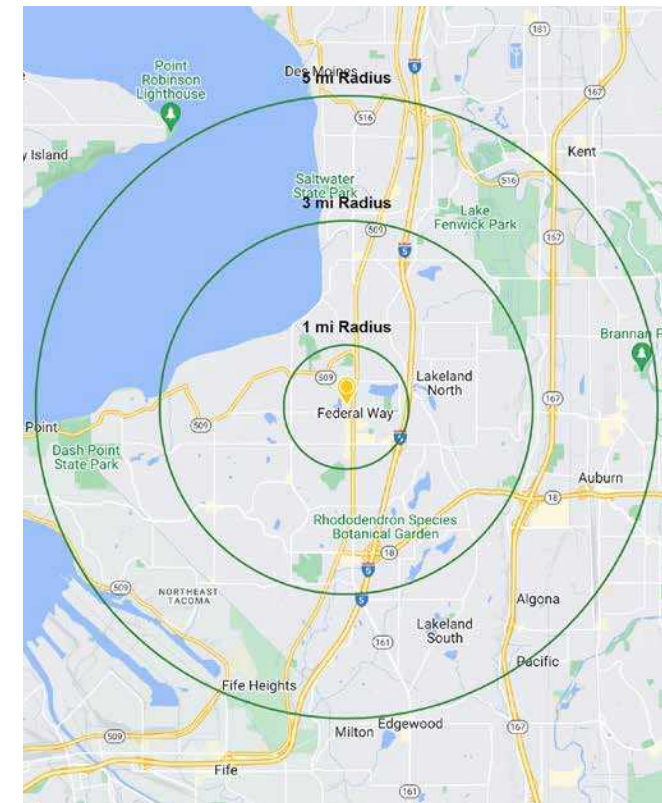 181
Des Moines
5
Point
Robinson
Lighthouse
5 mi Radius
167
516
y Island
Kent
Saltwater
State Park
516
3 mi Radius
Lake
Fenwick Park
509
167
5
1 mi Radius
Brannan P
509
Lakeland
North
Federal Way
167
Point
509
5
Dash Point
State Park
Auburn
18
Rhododendron Species
Botanical Garden
18
5
509
NORTHEAST
TACOMA
5
Algona
Lakeland
South
161
Pacific
Fife Heights
Milton
Edgewood
167
509
Fife
161